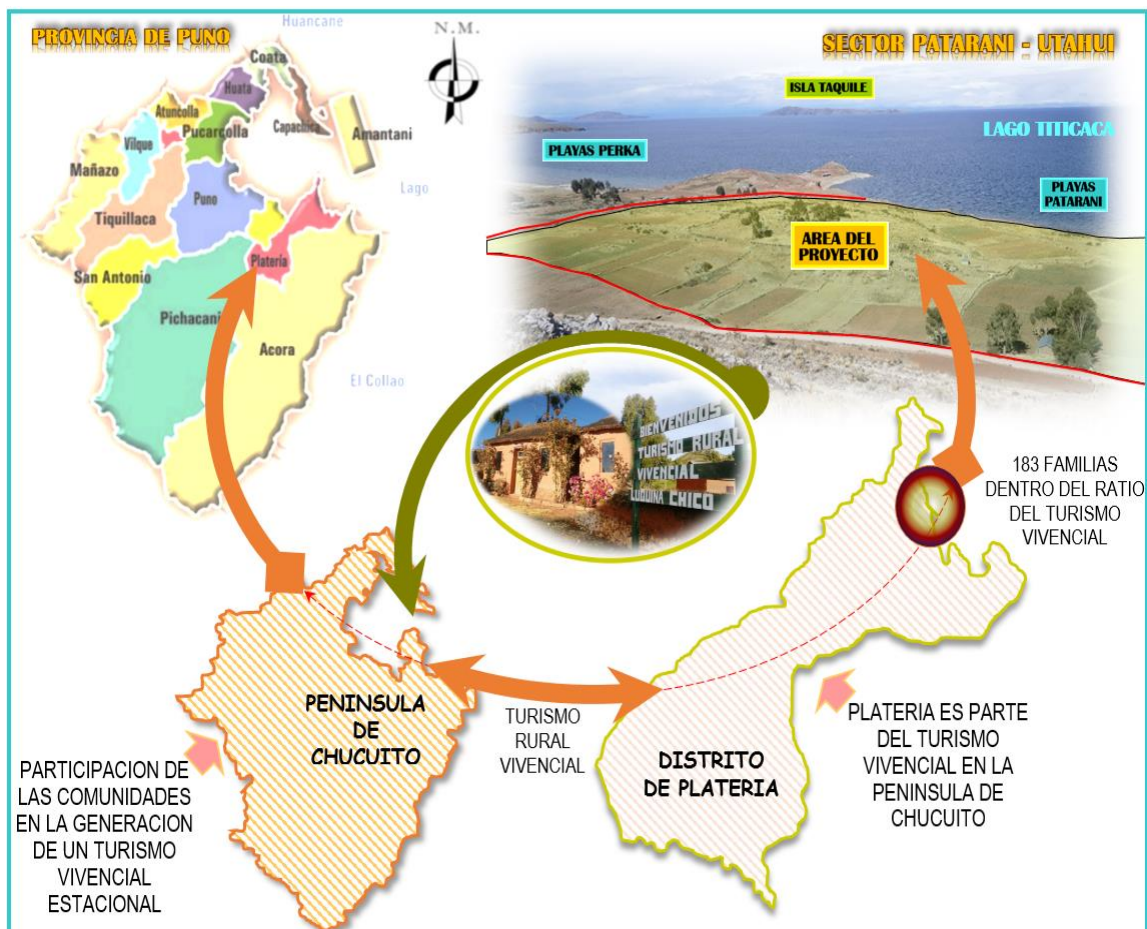 PROVINCIA DE PUNO
Huancane
N.M.
Coata
Huata
Atuncolla
Capachica
Amantani
Pucarcolla
Vilque
Mañazo
Lago
Puno
Tiquillaca
Platería
San Antonio
Pichacani
Acora
El Collao
SECTOR PATARANI - UTAHUI
ISLA TAQUILE
LAGO TITICACA
PLAYAS PERKA
PLAYAS
PATARANI
AREA DEL
PROYECTO
BIENVENIDOS
TURISMO RURAL
VIVENCIAL
LUQUINA CHICO
183 FAMILIAS
DENTRO DEL RATIO
DEL TURISMO
VIVENCIAL
PENINSULA
DE
CHUCUITO
TURISMO
RURAL
VIVENCIAL
DISTRITO
DE PLATERIA
PLATERIA ES PARTE
DEL TURISMO
VIVENCIAL EN LA
PENINSULA DE
CHUCUITO
PARTICIPACION DE
LAS COMUNIDADES
EN LA GENERACION
DE UN TURISMO
VIVENCIAL
ESTACIONAL